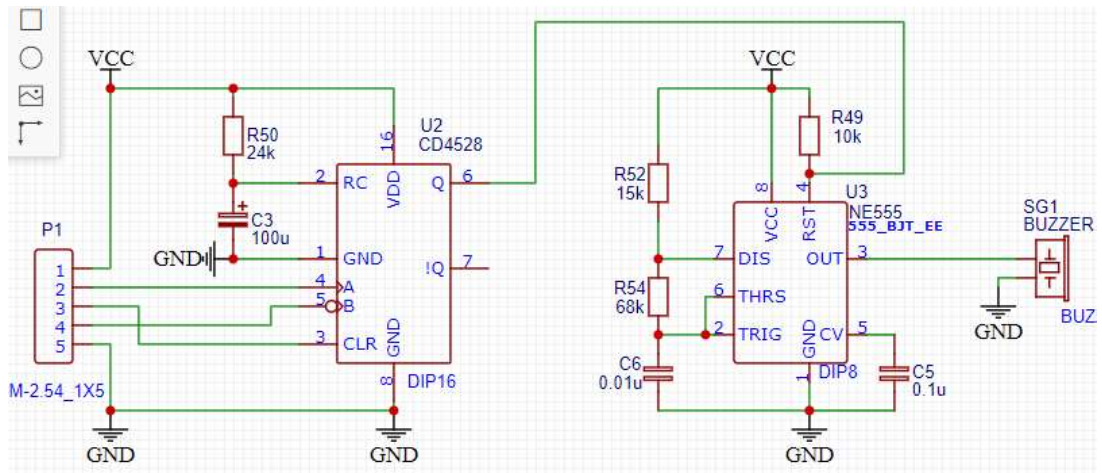 VCC
R50
24k
2
RC
16
VDD
U2
CD4528
Q
6
C3
100u
GND
1
GND
!Q
7
P1
1
2
3
4
5
4
A
5
B
3
CLR
GND
8
DIP16
M-2.54_1X5
GND
GND
VCC
R49
10k
R52
15k
8
VCC
4
RST
U3
NE555
555_BJT_EE
7
DIS
OUT
3
R54
68k
6
THRS
2
TRIG
GND
CV
5
1
DIP8
C6
0.01u
C5
0.1u
GND
SG1
BUZZER
GND
BUZ